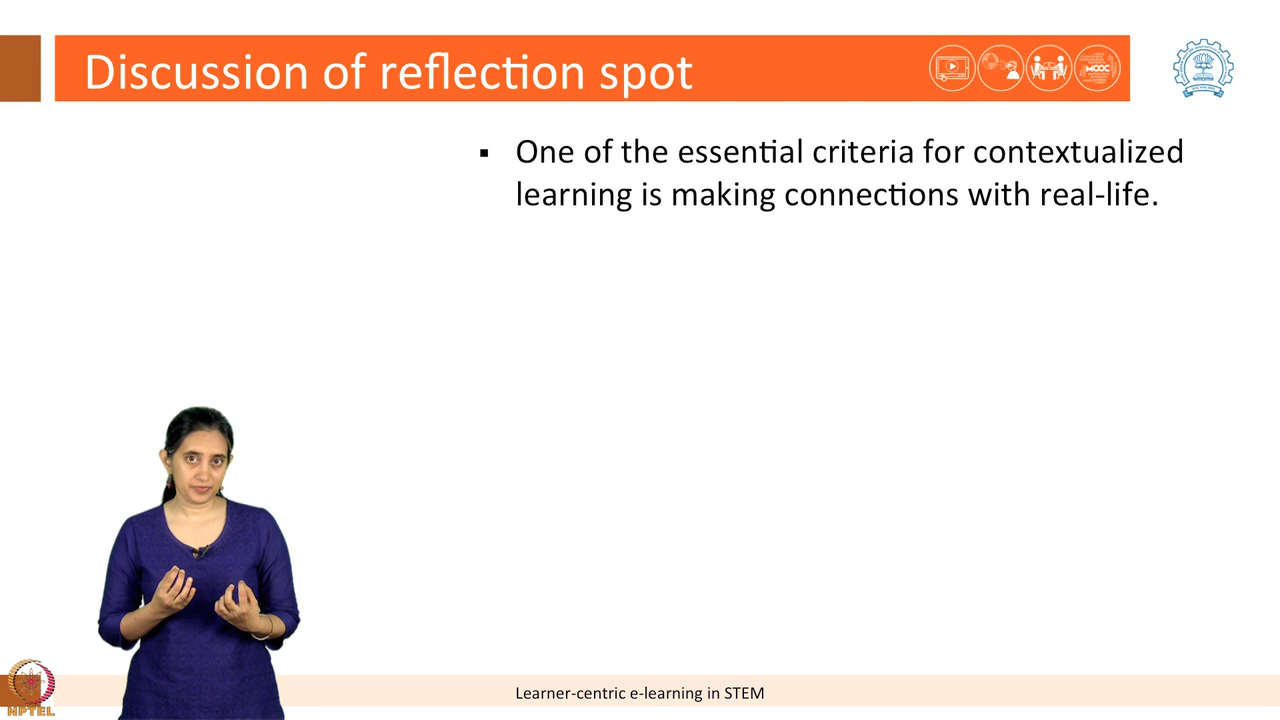 Discussion of reflection spot
MOOC
▪ One of the essential criteria for contextualized
learning is making connections with real-life.
Learner-centric e-learning in STEM
NPTEL